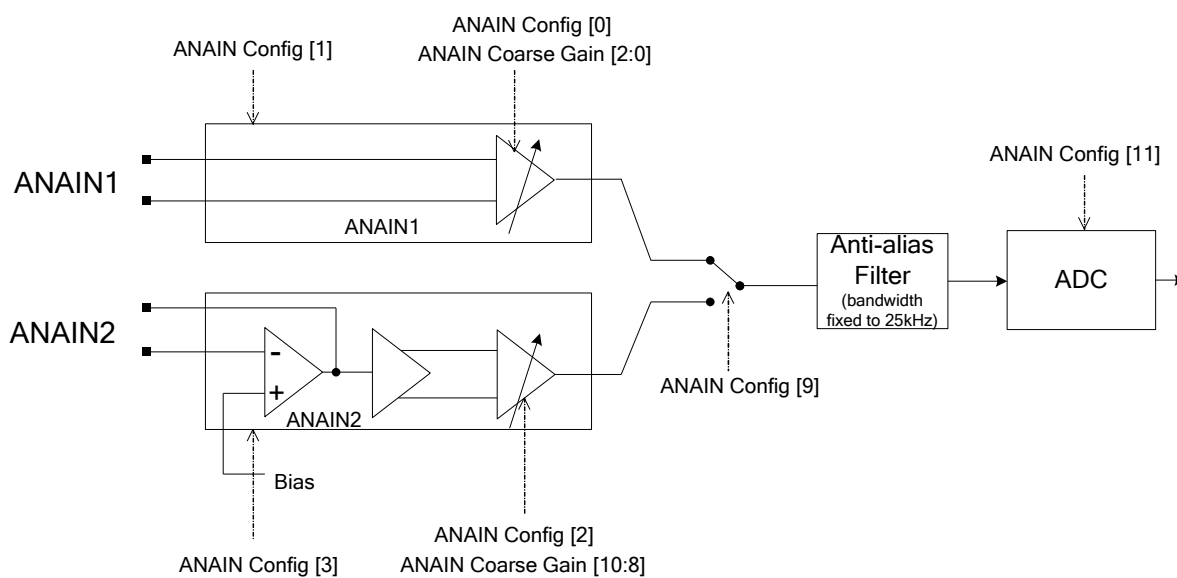 ANAIN Config [0]
ANAIN Config [1]
ANAIN Coarse Gain [2:0]
ANAIN Config [11]
ANAIN1
ANAIN1
Anti-alias
Filter
(bandwidth
fixed to 25kHz)
ADC
ANAIN2
-
+
ANAIN2
ANAIN Config [9]
Bias
ANAIN Config [2]
ANAIN Config [3]
ANAIN Coarse Gain [10:8]